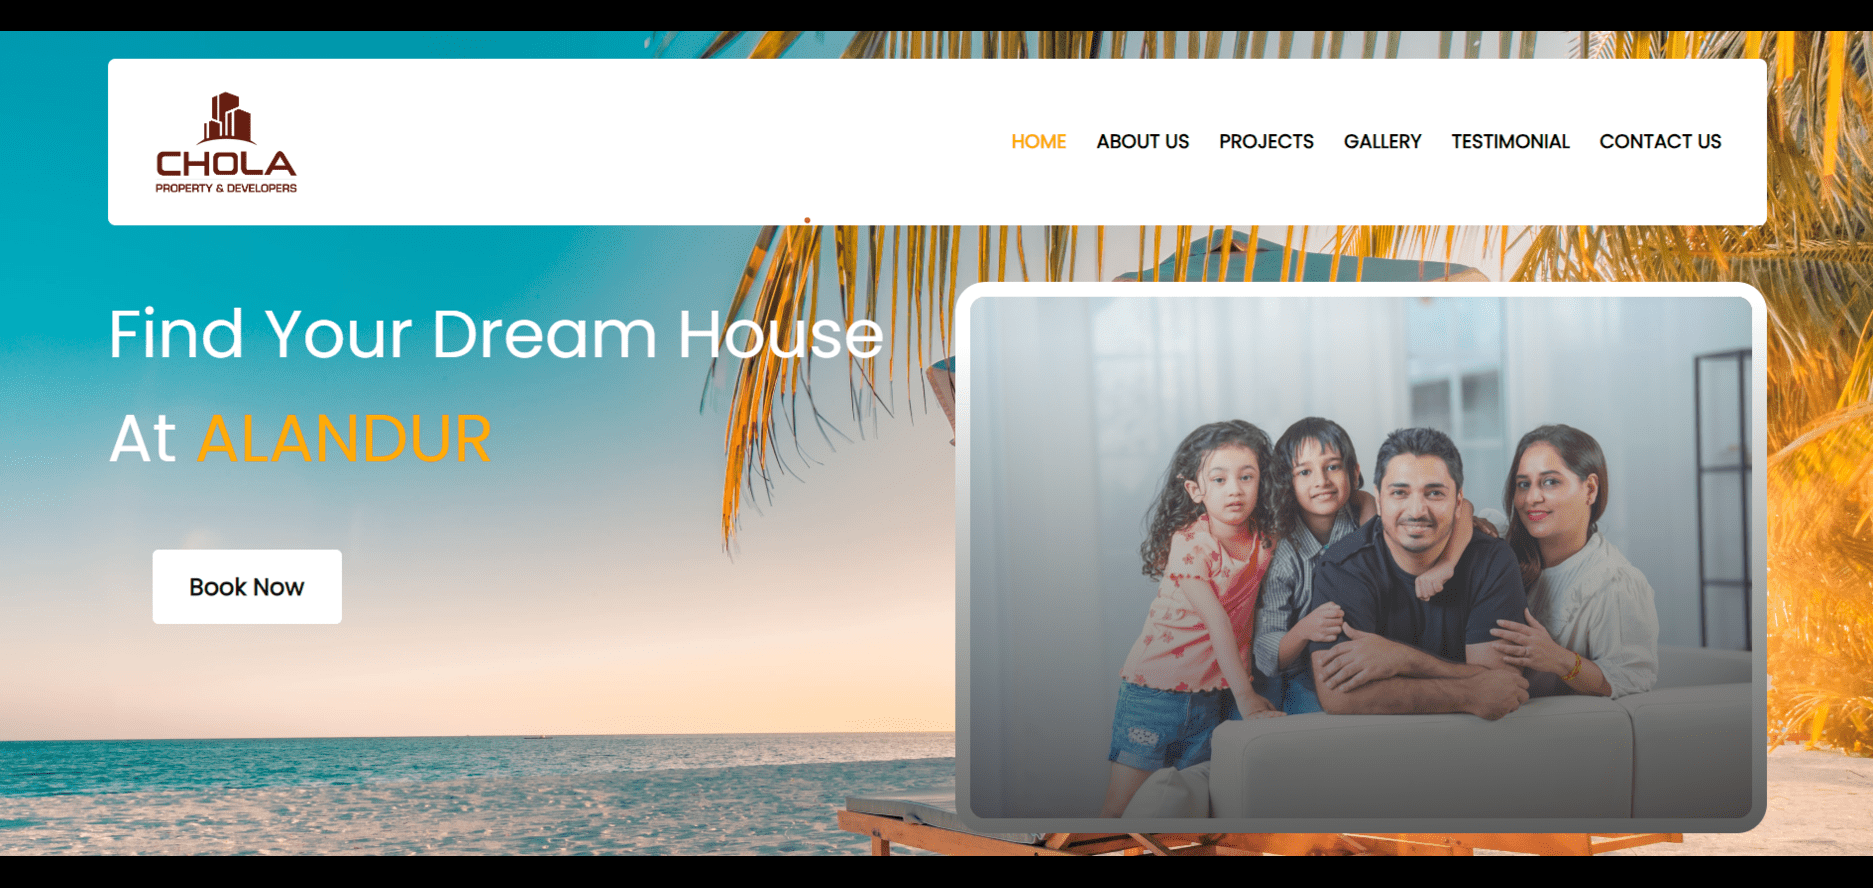 CHOLA
PROPERTY & DEVELOPERS
HOME ABOUT US PROJECTS GALLERY TESTIMONIAL CONTACT US
Find Your Dream House
At ALANDUR
Book Now